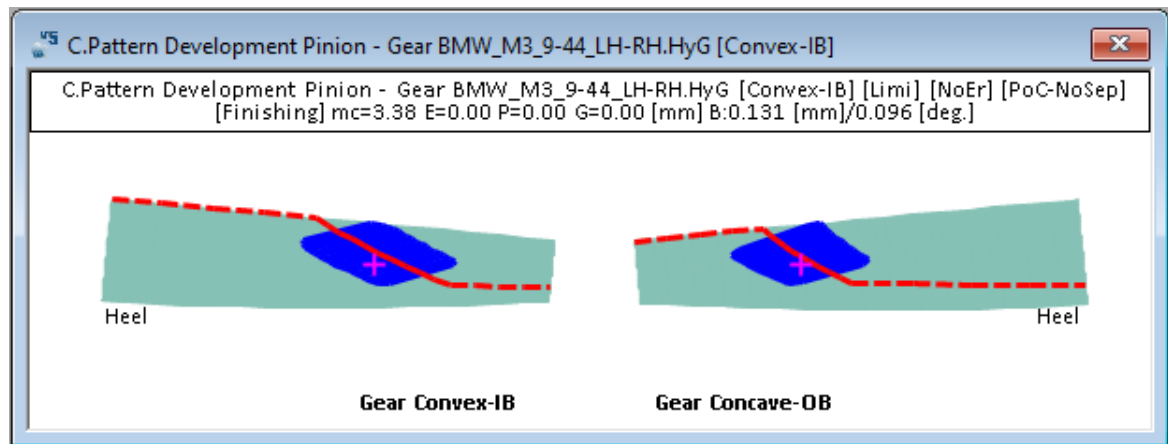 C.Pattern Development Pinion - Gear BMW_M3_9-44_LH-RH.HyG [Convex-IB]
C.Pattern Development Pinion - Gear BMW_M3_9-44_LH-RH.HyG [Convex-IB] [Limi] [NoEr] [PoC-NoSep]
[Finishing] mc=3.38 E=0.00 P=0.00 G=0.00 [mm] B:0.131 [mm]/0.096 [deg.]
Heel
Heel
Gear Convex-IB
Gear Concave-OB